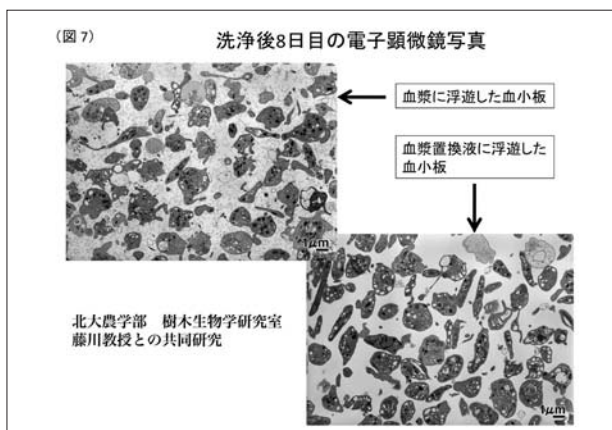 （図7）
洗浄後8日目の電子顕微鏡写真
血漿に浮遊した血小板
血漿置換液に浮遊した
血小板
1μm
1μm
北大農学部　樹木生物学研究室
藤川教授との共同研究